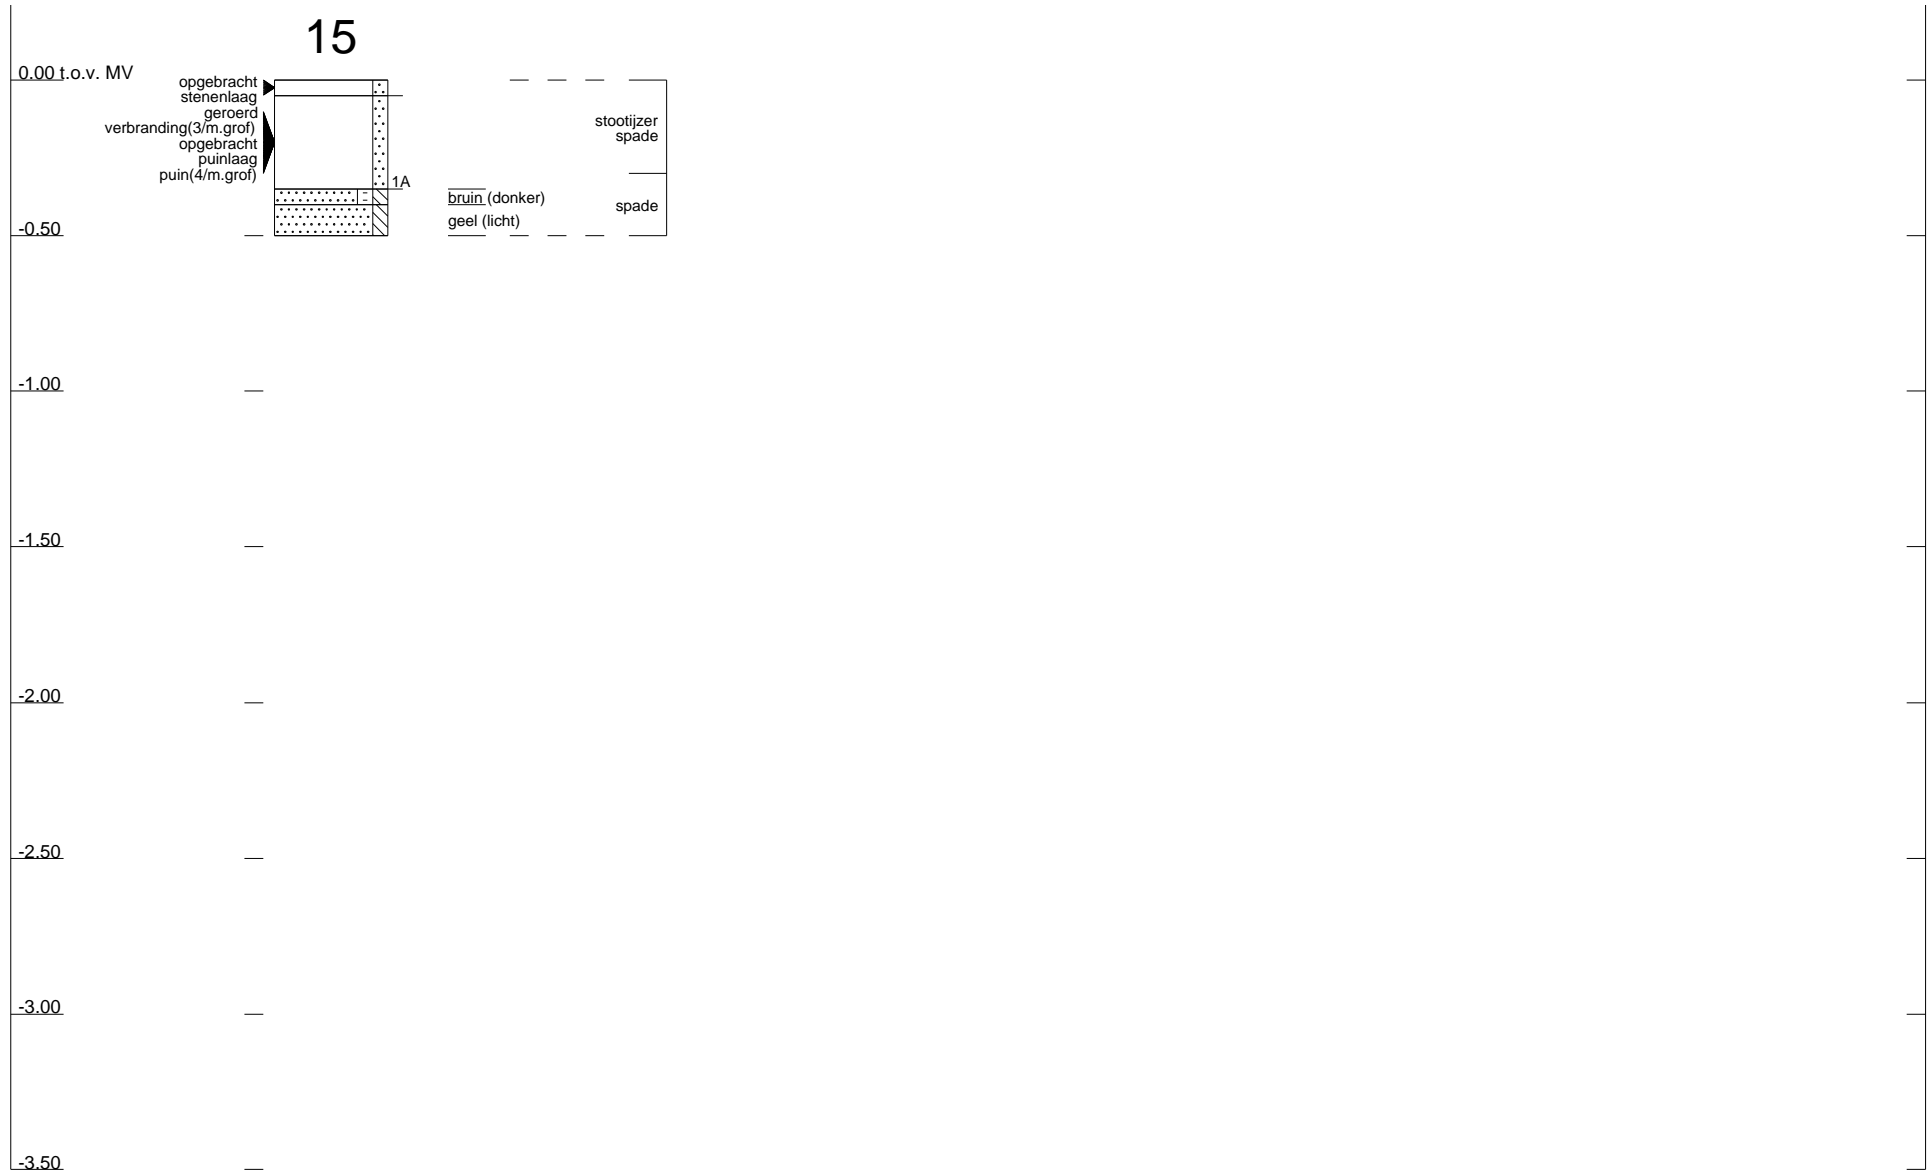 15
0.00 t.o.v. MV
opgebracht
stenenlaag
geroerd
verbranding(3/m.grof)
opgebracht
puinlaag
puin(4/m.grof)
1A
bruin (donker)
geel (licht)
stootijzer
spade
spade
-0.50
-1.00
-1.50
-2.00
-2.50
-3.00
-3.50